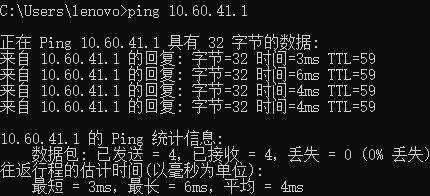 C:\Users\lenovo>ping 10.60.41.1
正在 Ping 10.60.41.1 具有 32 字节的数据:
来自 10.60.41.1 的回复: 字节=32 时间=3ms TTL=59
来自 10.60.41.1 的回复: 字节=32 时间=6ms TTL=59
来自 10.60.41.1 的回复: 字节=32 时间=4ms TTL=59
来自 10.60.41.1 的回复: 字节=32 时间=4ms TTL=59
10.60.41.1 的 Ping 统计信息:
数据包: 已发送 = 4，已接收 = 4，丢失 = 0 (0% 丢失)
往返行程的估计时间(以毫秒为单位):
最短 = 3ms，最长 = 6ms，平均 = 4ms